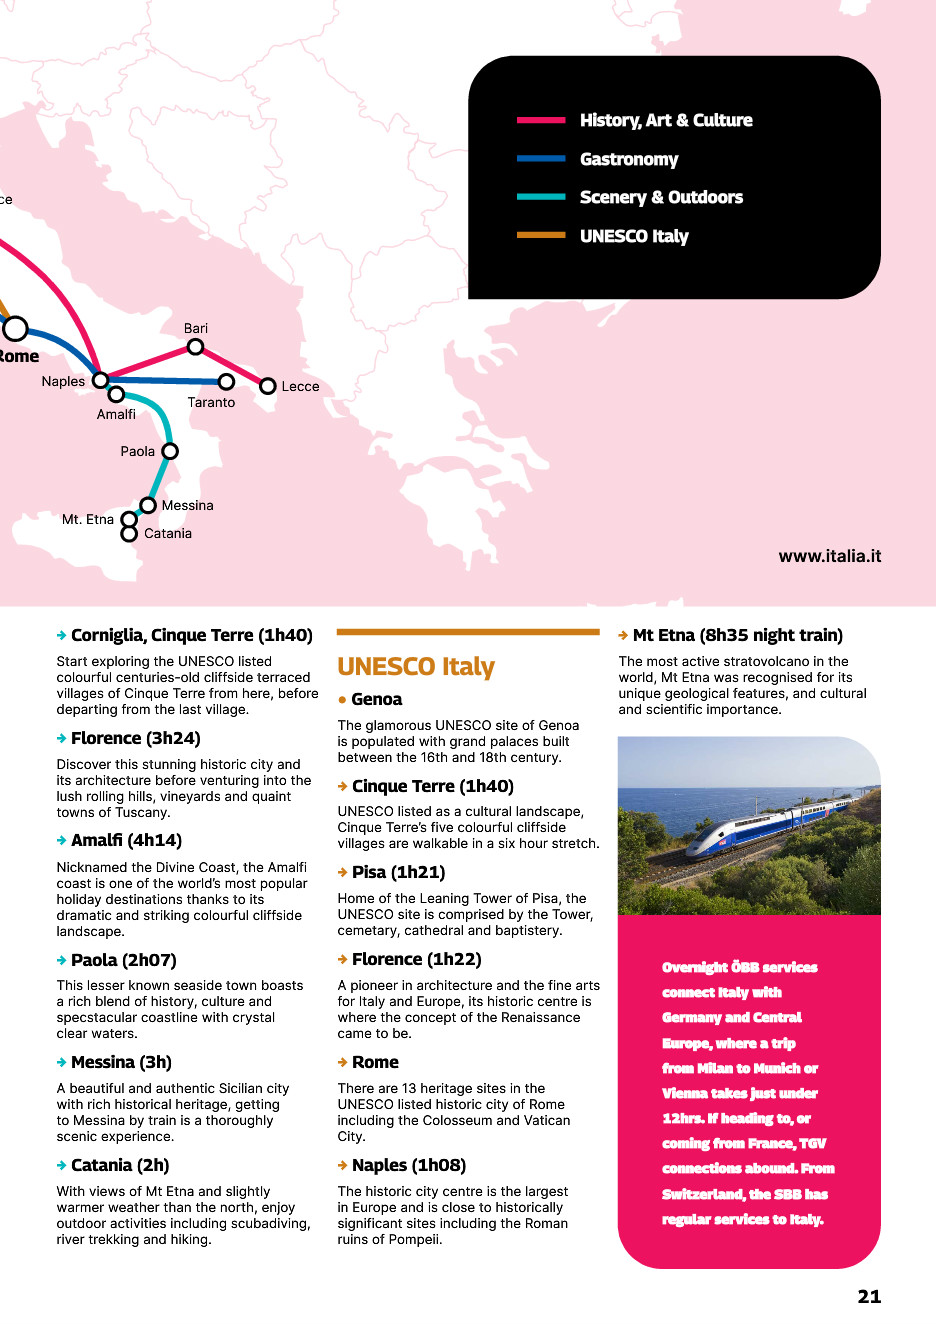 History, Art & Culture
Gastronomy
Scenery & Outdoors
UNESCO Italy
ce
Rome
Bari
Naples
Lecce
Taranto
Amalfi
Paola
Messina
Mt. Etna
Catania
www.italia.it
→ Corniglia, Cinque Terre (1h40)
Start exploring the UNESCO listed
colourful centuries-old cliffside terraced
villages of Cinque Terre from here, before
departing from the last village.
→ Florence (3h24)
Discover this stunning historic city and
its architecture before venturing into the
lush rolling hills, vineyards and quaint
towns of Tuscany.
→ Amalfi (4h14)
Nicknamed the Divine Coast, the Amalfi
coast is one of the world's most popular
holiday destinations thanks to its
dramatic and striking colourful cliffside
landscape.
→ Paola (2h07)
This lesser known seaside town boasts
a rich blend of history, culture and
specstacular coastline with crystal
clear waters.
→ Messina (3h)
A beautiful and authentic Sicilian city
with rich historical heritage, getting
to Messina by train is a thoroughly
scenic experience.
→ Catania (2h)
With views of Mt Etna and slightly
warmer weather than the north, enjoy
outdoor activities including scubadiving,
river trekking and hiking.
UNESCO Italy
• Genoa
The glamorous UNESCO site of Genoa
is populated with grand palaces built
between the 16th and 18th century.
→ Cinque Terre (1h40)
UNESCO listed as a cultural landscape,
Cinque Terre's five colourful cliffside
villages are walkable in a six hour stretch.
→ Pisa (1h21)
Home of the Leaning Tower of Pisa, the
UNESCO site is comprised by the Tower,
cemetary, cathedral and baptistery.
→ Florence (1h22)
A pioneer in architecture and the fine arts
for Italy and Europe, its historic centre is
where the concept of the Renaissance
came to be.
→ Rome
There are 13 heritage sites in the
UNESCO listed historic city of Rome
including the Colosseum and Vatican
City.
→ Naples (1h08)
The historic city centre is the largest
in Europe and is close to historically
significant sites including the Roman
ruins of Pompeii.
→ Mt Etna (8h35 night train)
The most active stratovolcano in the
world, Mt Etna was recognised for its
unique geological features, and cultural
and scientific importance.
Overnight ÖBB services
connect Italy with
Germany and Central
Europe, where a trip
from Milan to Munich or
Vienna takes just under
12hrs. If heading to, or
coming from France, TGV
connections abound. From
Switzerland, the SBB has
regular services to Italy.
21